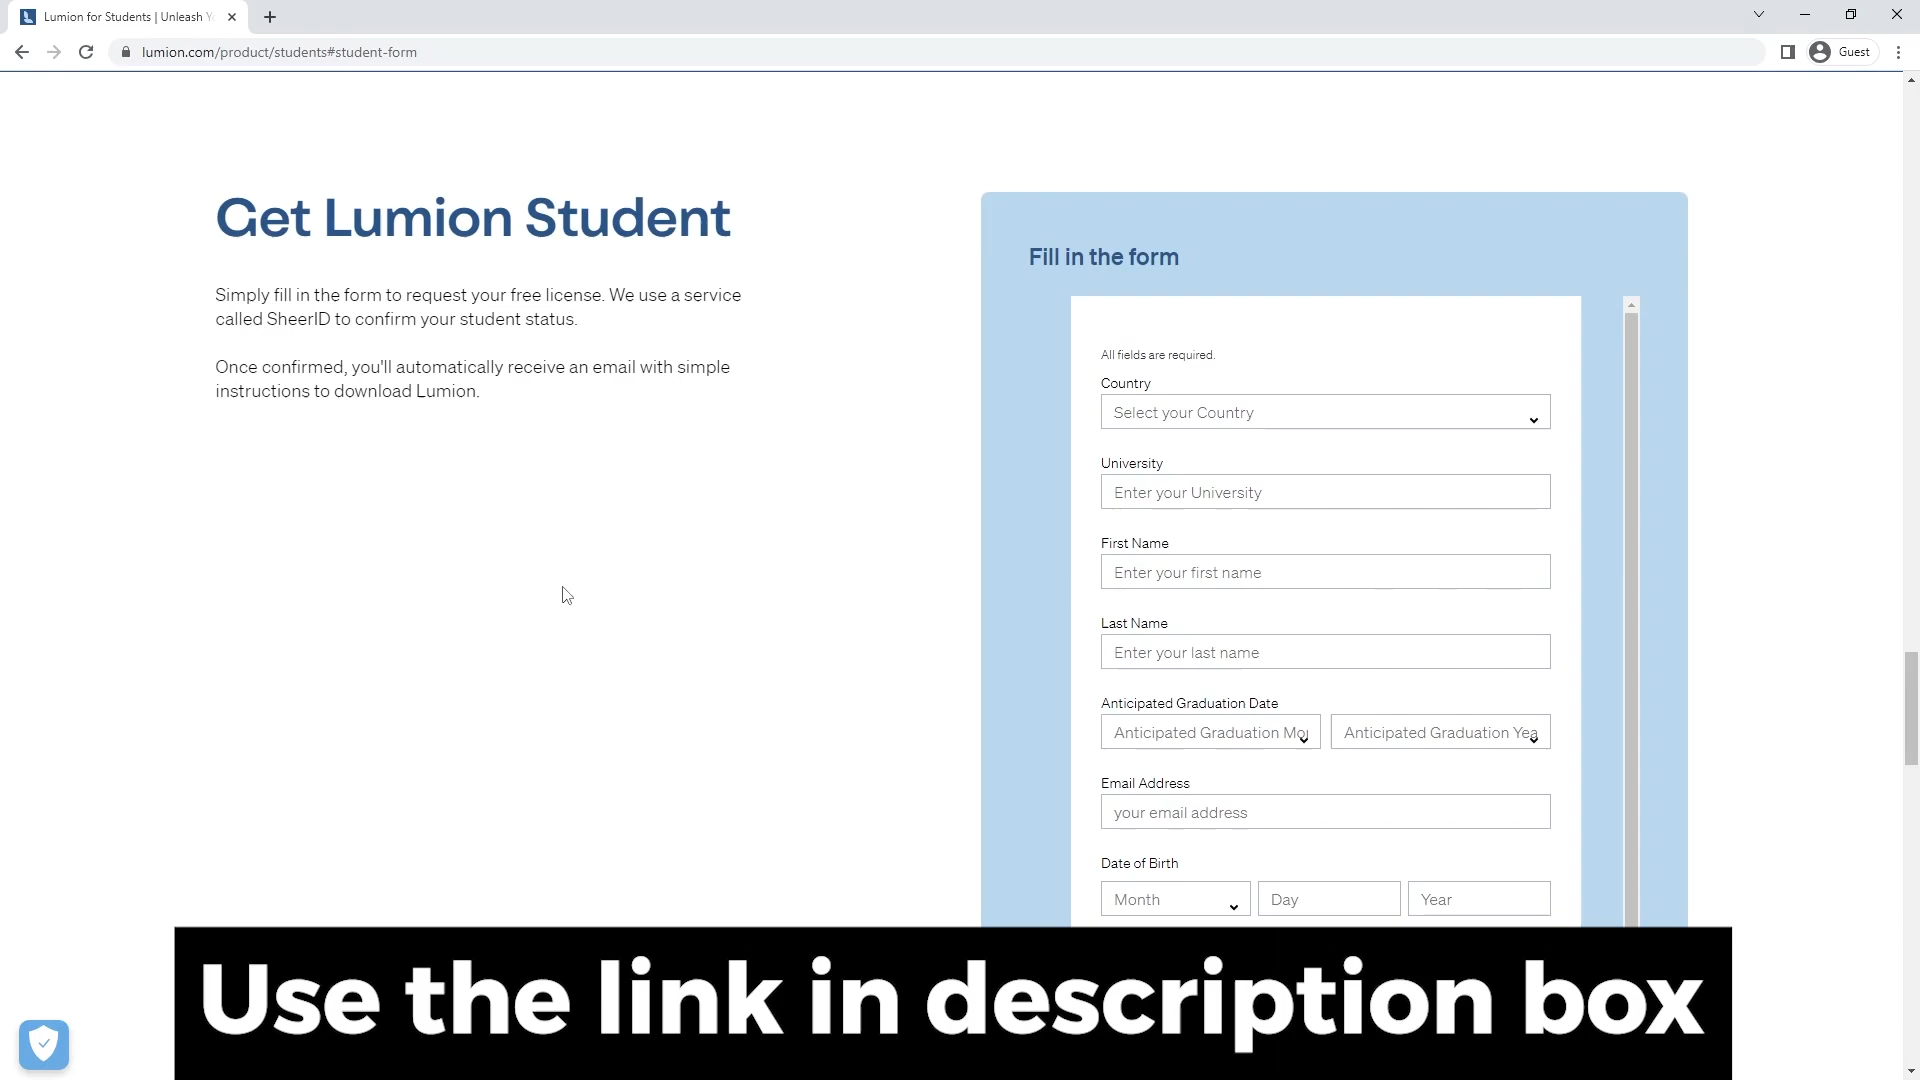 Lumion for Students | Unleash Y
lumion.com/product/students#student-form
Guest
Get Lumion Student
Simply fill in the form to request your free license. We use a service
called SheerID to confirm your student status.
Once confirmed, you'll automatically receive an email with simple
instructions to download Lumion.
Fill in the form
All fields are required.
Country
Select your Country
University
Enter your University
First Name
Enter your first name
Last Name
Enter your last name
Anticipated Graduation Date
Anticipated Graduation Mo Anticipated Graduation Yea
Email Address
your email address
Date of Birth
Month Day Year
Use the link in description box